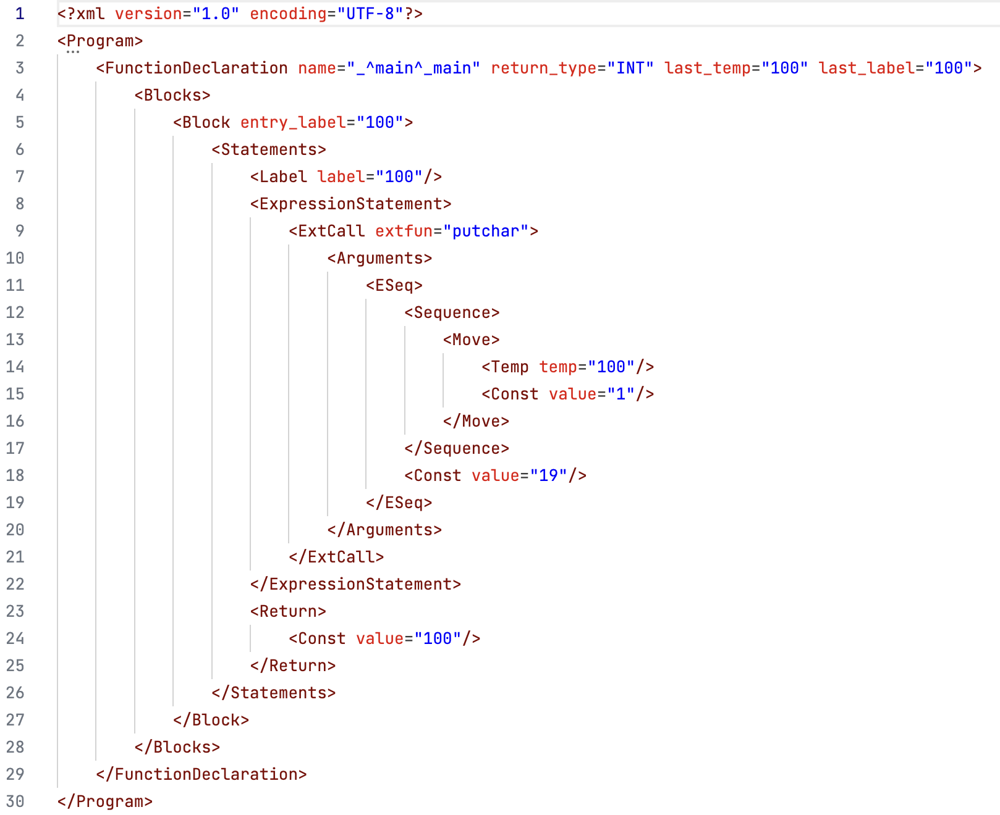 1 <?xml version="1.0" encoding="UTF-8"?>
2 <Program>
3     <FunctionDeclaration name="_^main^_main" return_type="INT" last_temp="100" last_label="100">
4         <Blocks>
5             <Block entry_label="100">
6                 <Statements>
7                     <Label label="100"/>
8                     <ExpressionStatement>
9                         <ExtCall extfun="putchar">
10                             <Arguments>
11                                 <ESeq>
12                                     <Sequence>
13                                         <Move>
14                                             <Temp temp="100"/>
15                                             <Const value="1"/>
16                                         </Move>
17                                     </Sequence>
18                                     <Const value="19"/>
19                                 </ESeq>
20                             </Arguments>
21                         </ExtCall>
22                     </ExpressionStatement>
23                     <Return>
24                         <Const value="100"/>
25                     </Return>
26                 </Statements>
27             </Block>
28         </Blocks>
29     </FunctionDeclaration>
30 </Program>